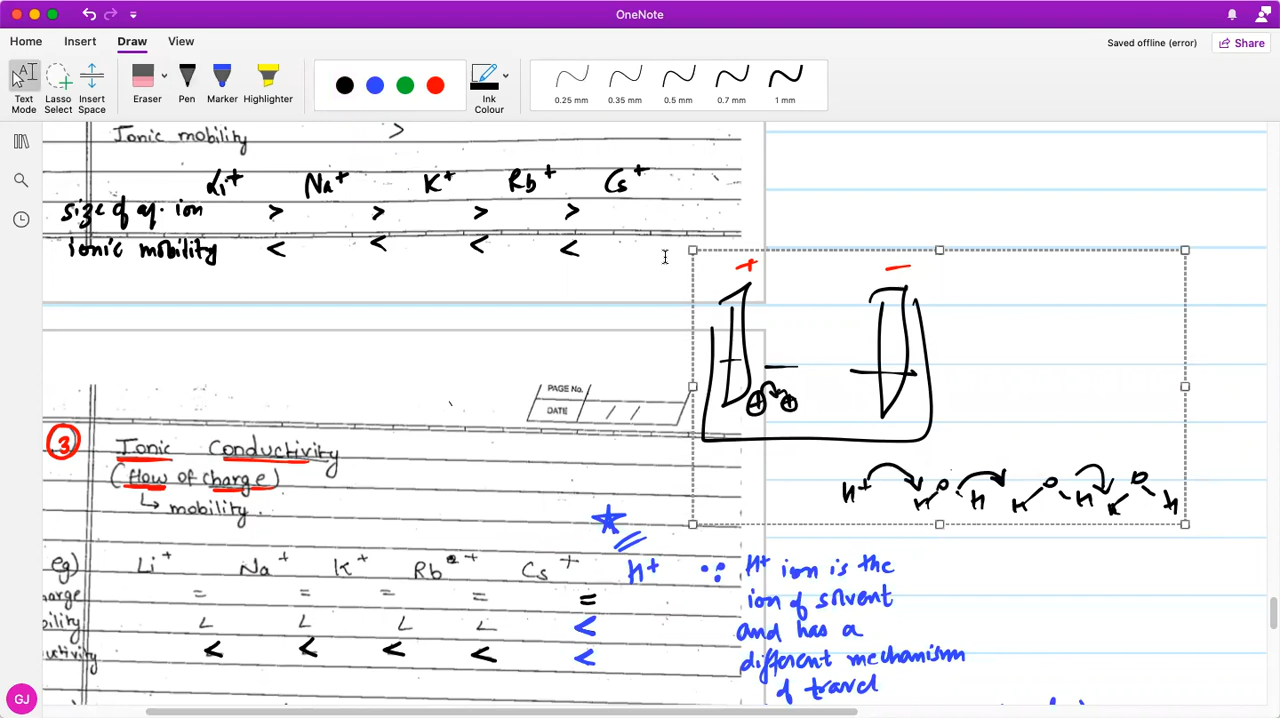 OneNote
Home Insert Draw View
Saved offline (error) Share
Text Mode Lasso Select Insert Space Eraser Pen Marker Highlighter Ink Colour 0.25 mm 0.35 mm 0.5 mm 0.7 mm 1 mm
Ionic mobility >
Li+ Na+ K+ Rb+ Cs+
size of aq. ion > > > >
ionic mobility < < < <
+ −
PAGE No.
DATE / /
3 Ionic Conductivity
(flow of charge)
↳ mobility.
H+ H O H H O H H O H
eg) Li+ Na+ K+ Rb+ Cs+ H+
harge = = = = =
bility < < < < <
uctivity < < < < <
∵ H+ ion is the
ion of solvent
and has a
different mechanism
of travel
GJ